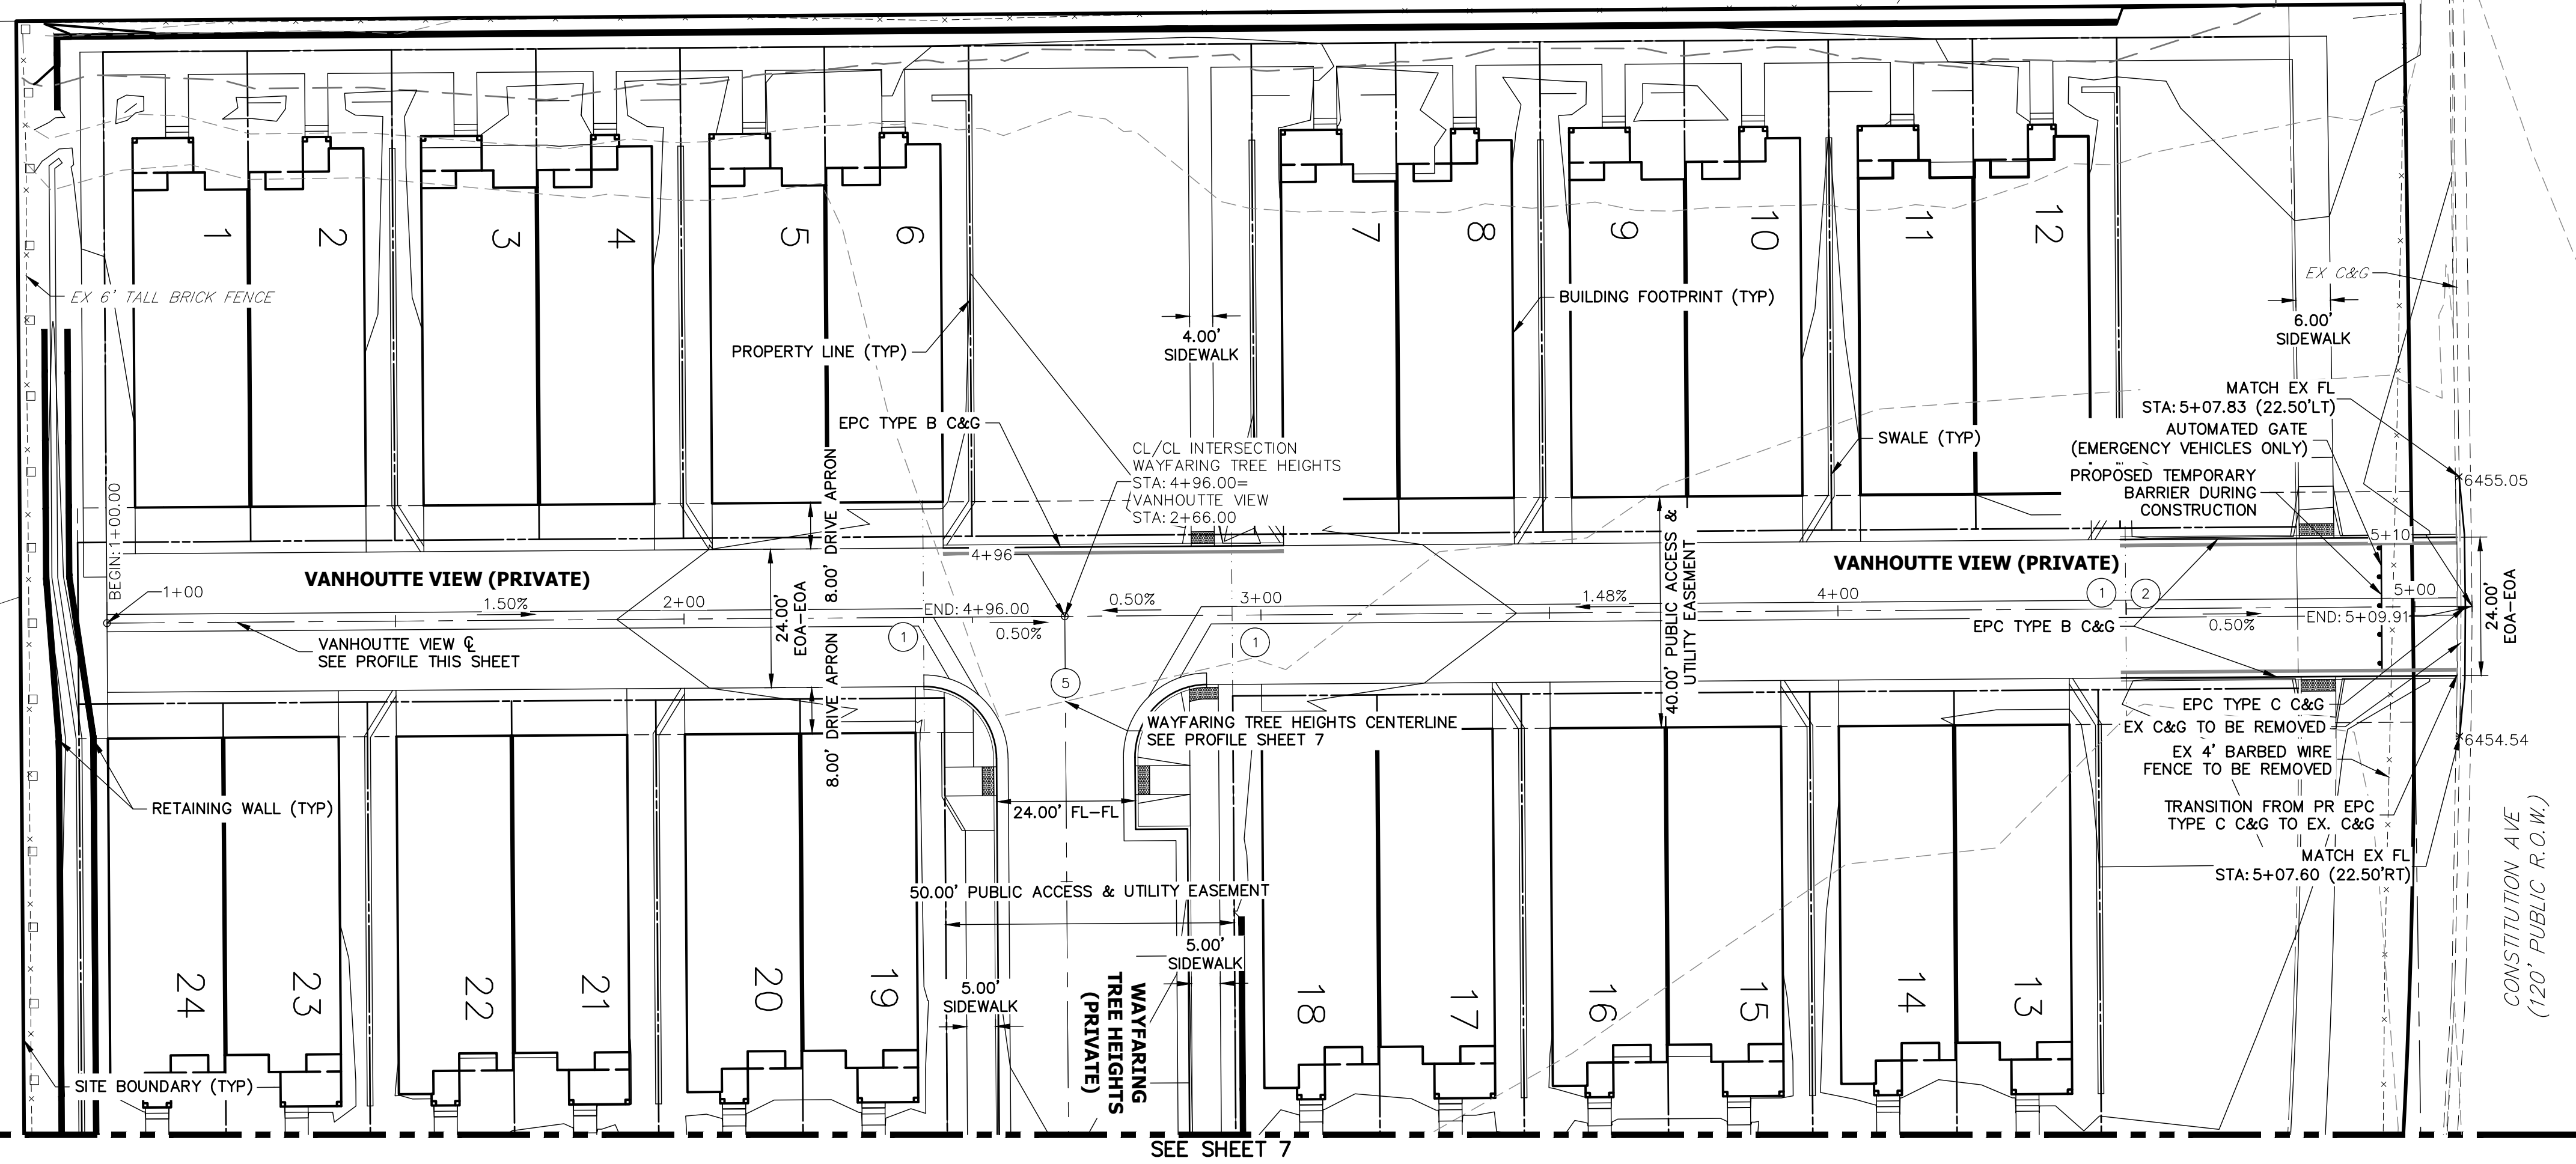 1
2
3
4
5
6
7
8
9
10
11
12
EX 6' TALL BRICK FENCE
PROPERTY LINE (TYP)
4.00'
SIDEWALK
BUILDING FOOTPRINT (TYP)
EX C&G
6.00'
SIDEWALK
EPC TYPE B C&G
8.00' DRIVE APRON
CL/CL INTERSECTION
WAYFARING TREE HEIGHTS
STA: 4+96.00=
VANHOUTTE VIEW
STA: 2+66.00
SWALE (TYP)
MATCH EX FL
STA: 5+07.83 (22.50'LT)
AUTOMATED GATE
(EMERGENCY VEHICLES ONLY)
PROPOSED TEMPORARY
BARRIER DURING
CONSTRUCTION
6455.05
BEGIN: 1+00.00
1+00
VANHOUTTE VIEW (PRIVATE)
1.50%
2+00
24.00'
EOA-EOA
4+96
END: 4+96.00
0.50%
0.50%
3+00
1.48%
40.00' PUBLIC ACCESS &
UTILITY EASEMENT
VANHOUTTE VIEW (PRIVATE)
4+00
1
2
5+10
5+00
0.50%
END: 5+09.91
24.00'
EOA-EOA
VANHOUTTE VIEW ℄
SEE PROFILE THIS SHEET
1
1
5
EPC TYPE B C&G
8.00' DRIVE APRON
WAYFARING TREE HEIGHTS CENTERLINE
SEE PROFILE SHEET 7
EPC TYPE C C&G
EX C&G TO BE REMOVED
EX 4' BARBED WIRE
FENCE TO BE REMOVED
6454.54
TRANSITION FROM PR EPC
TYPE C C&G TO EX. C&G
MATCH EX FL
STA: 5+07.60 (22.50'RT)
RETAINING WALL (TYP)
24.00' FL-FL
50.00' PUBLIC ACCESS & UTILITY EASEMENT
5.00'
SIDEWALK
5.00'
SIDEWALK
WAYFARING
TREE HEIGHTS
(PRIVATE)
CONSTITUTION AVE
(120' PUBLIC R.O.W.)
24
23
22
21
20
19
18
17
16
15
14
13
SITE BOUNDARY (TYP)
SEE SHEET 7